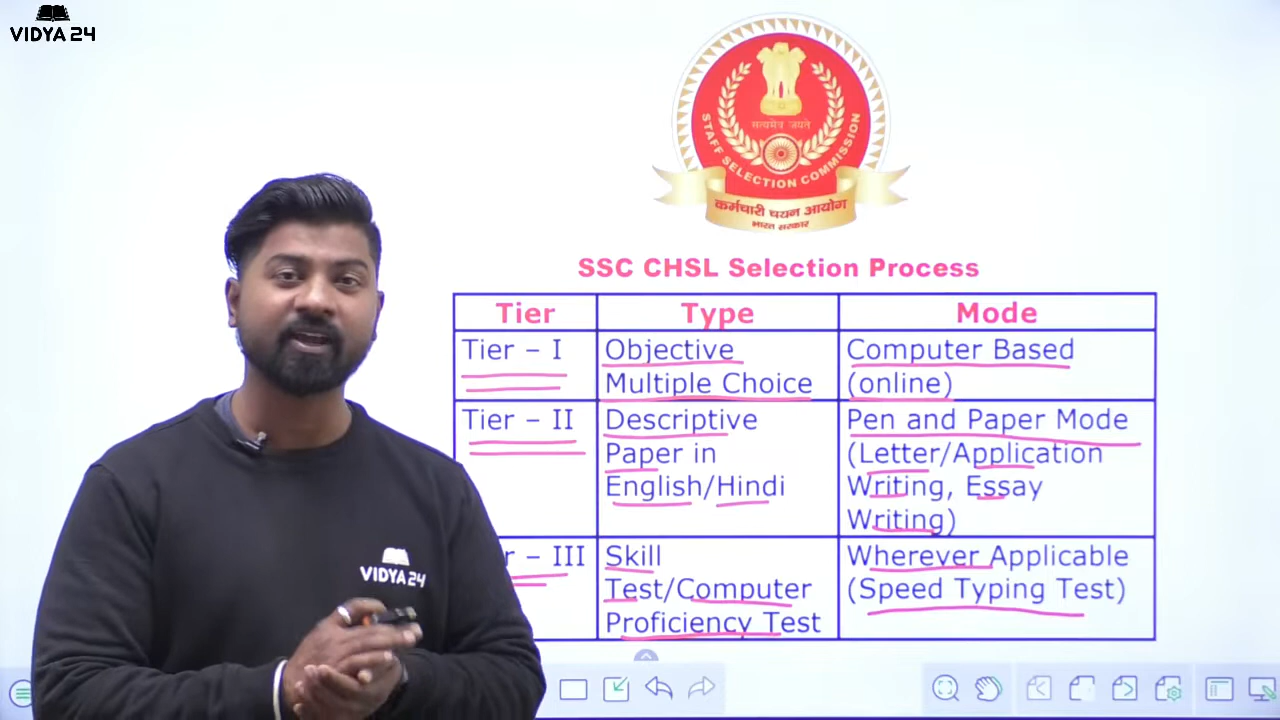 VIDYA 24
सत्यमेव जयते
STAFF SELECTION COMMISSION
कर्मचारी चयन आयोग
भारत सरकार
SSC CHSL Selection Process
Tier Type Mode
Tier – I Objective Computer Based
Multiple Choice (online)
Tier – II Descriptive Pen and Paper Mode
Paper in (Letter/Application
English/Hindi Writing, Essay
Writing)
r – III Skill Wherever Applicable
Test/Computer (Speed Typing Test)
Proficiency Test
VIDYA 24